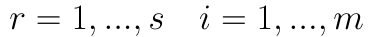 r = 1, ..., s i = 1, ..., m